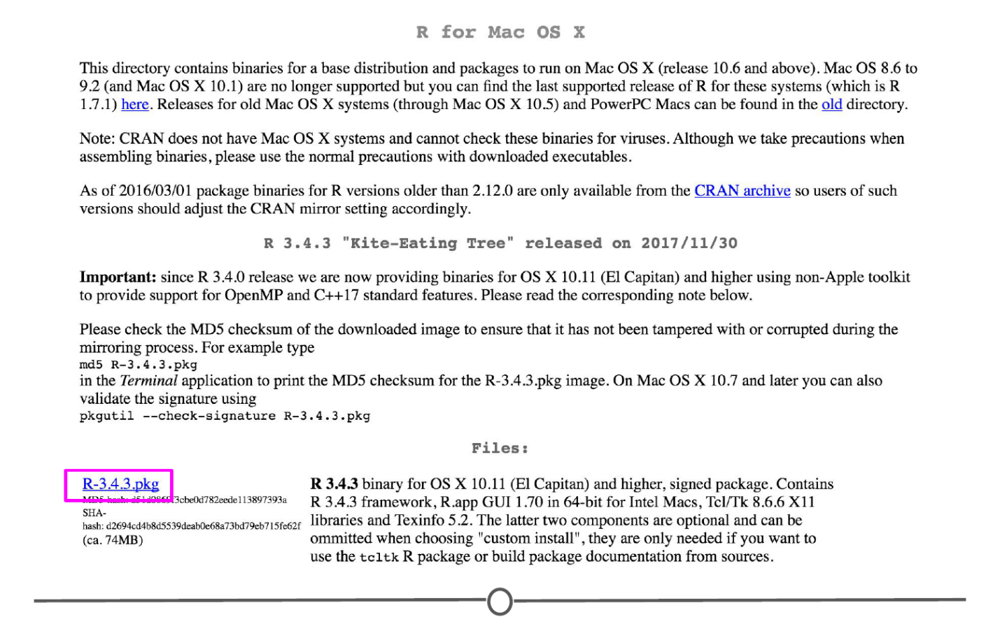 R for Mac OS X
This directory contains binaries for a base distribution and packages to run on Mac OS X (release 10.6 and above). Mac OS 8.6 to
9.2 (and Mac OS X 10.1) are no longer supported but you can find the last supported release of R for these systems (which is R
1.7.1) here. Releases for old Mac OS X systems (through Mac OS X 10.5) and PowerPC Macs can be found in the old directory.
Note: CRAN does not have Mac OS X systems and cannot check these binaries for viruses. Although we take precautions when
assembling binaries, please use the normal precautions with downloaded executables.
As of 2016/03/01 package binaries for R versions older than 2.12.0 are only available from the CRAN archive so users of such
versions should adjust the CRAN mirror setting accordingly.
R 3.4.3 "Kite-Eating Tree" released on 2017/11/30
Important: since R 3.4.0 release we are now providing binaries for OS X 10.11 (El Capitan) and higher using non-Apple toolkit
to provide support for OpenMP and C++17 standard features. Please read the corresponding note below.
Please check the MD5 checksum of the downloaded image to ensure that it has not been tampered with or corrupted during the
mirroring process. For example type
md5 R-3.4.3.pkg
in the Terminal application to print the MD5 checksum for the R-3.4.3.pkg image. On Mac OS X 10.7 and later you can also
validate the signature using
pkgutil --check-signature R-3.4.3.pkg
Files:
R-3.4.3.pkg
MD5-hash:
SHA-
hash: d2694cd4b8d5539deab0e68a73bd79eb715fe62f
(ca. 74MB)
R 3.4.3 binary for OS X 10.11 (El Capitan) and higher, signed package. Contains
R 3.4.3 framework, R.app GUI 1.70 in 64-bit for Intel Macs, Tcl/Tk 8.6.6 X11
libraries and Texinfo 5.2. The latter two components are optional and can be
ommitted when choosing "custom install", they are only needed if you want to
use the tcltk R package or build package documentation from sources.